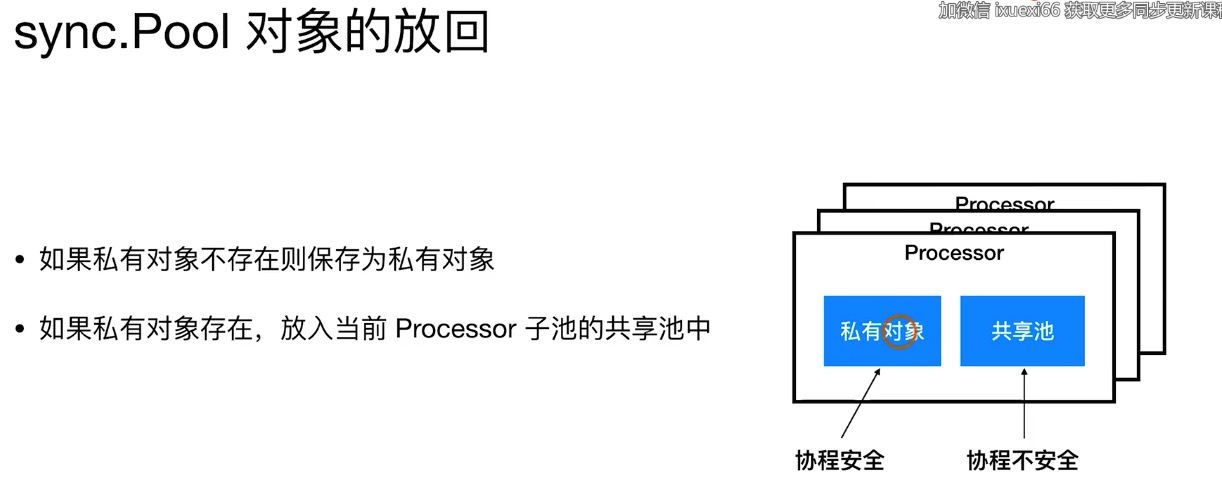 加微信 ixuexi66 获取更多同步更新课程
sync.Pool 对象的放回
• 如果私有对象不存在则保存为私有对象
• 如果私有对象存在，放入当前 Processor 子池的共享池中
Processor
Processor
Processor
私有对象
共享池
协程安全
协程不安全